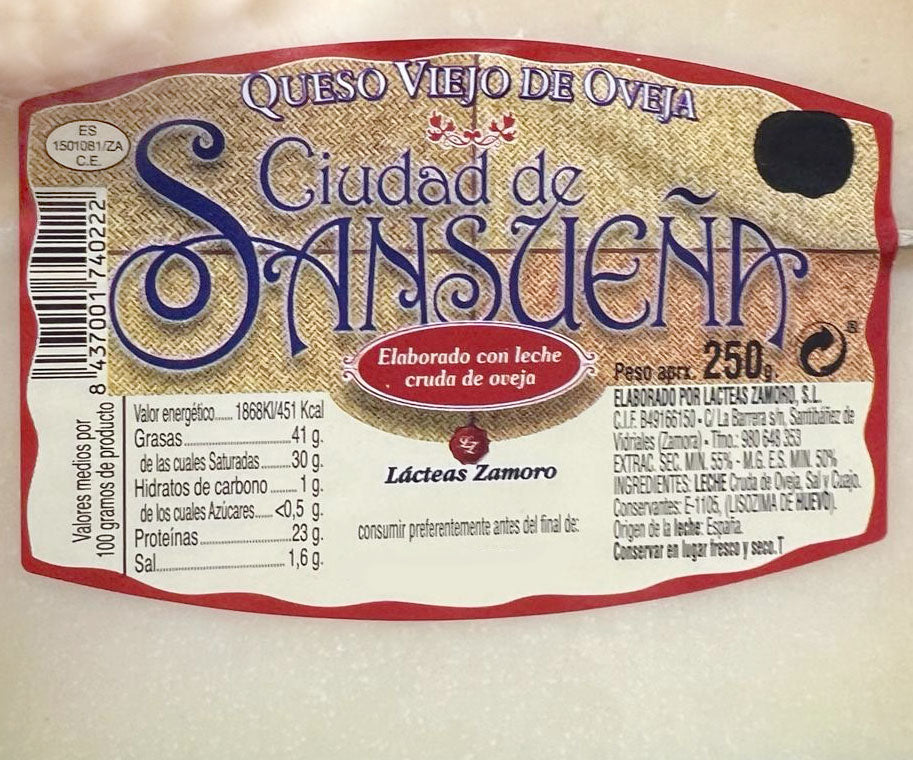 QUESO VIEJO DE OVEJA
ES
1501081/ZA
C.E.
Ciudad de
SANSUEÑA
Elaborado con leche
cruda de oveja
Peso aprx. 250g.
8 437001 740222
Valores medios por
100 gramos de producto
Valor energético...... 1868KJ/451 Kcal
Grasas.........................41 g.
de las cuales Saturadas.........30 g.
Hidratos de carbono ........ 1 g.
de los cuales Azúcares..... <0,5 g.
Proteínas.........................23 g.
Sal................................ 1,6 g.
LZ
Lácteas Zamoro
consumir preferentemente antes del final de:
ELABORADO POR LACTEAS ZAMORO, S.L.
C.I.F. B49166150 - C/ La Barrera s/n, Santibáñez de
Vidriales (Zamora) - Tfno.: 980 648 353
EXTRAC. SEC. MIN. 55% - M.G. E.S. MIN. 50%
INGREDIENTES: LECHE Cruda de Oveja, Sal y Cuajo.
Conservantes: E-1105, (LISOZIMA DE HUEVO).
Origen de la leche: España.
Conservar en lugar fresco y seco.T